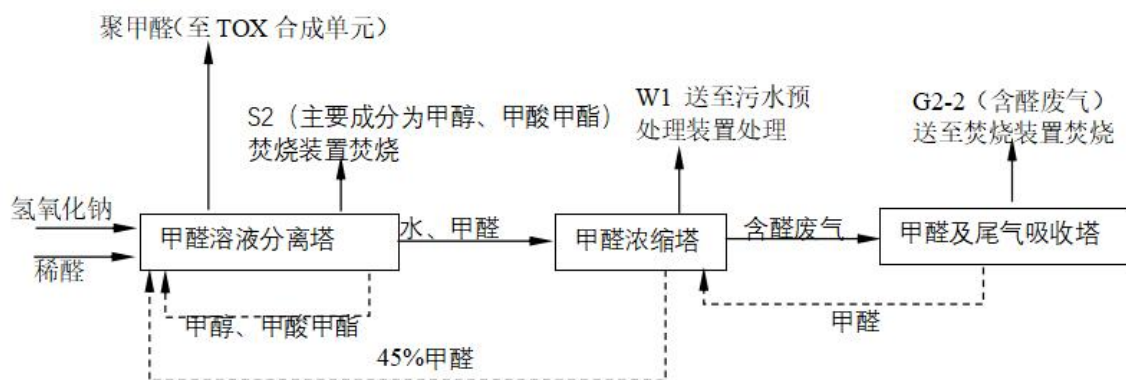 聚甲醛（至 TOX 合成单元）
S2（主要成分为甲醇、甲酸甲酯）
焚烧装置焚烧
W1 送至污水预
处理装置处理
G2-2（含醛废气）
送至焚烧装置焚烧
氢氧化钠
稀醛
甲醛溶液分离塔
水、甲醛
甲醛浓缩塔
含醛废气
甲醛及尾气吸收塔
甲醇、甲酸甲酯
甲醛
45%甲醛